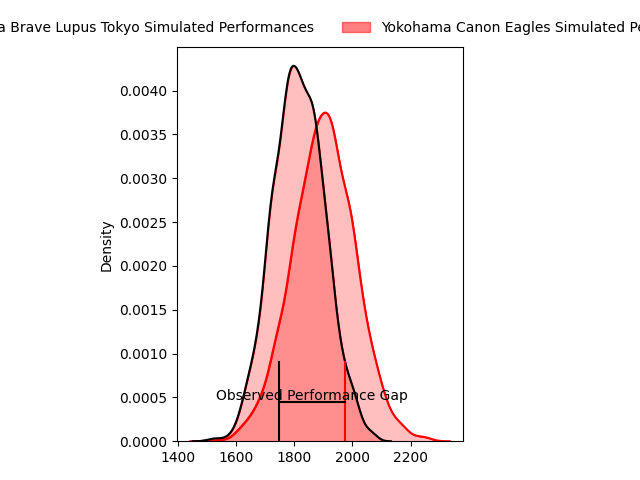 a Brave Lupus Tokyo Simulated Performances Yokohama Canon Eagles Simulated Pe
0.0040
0.0035
0.0030
0.0025
0.0020
0.0015
0.0010
0.0005
0.0000
Density
Observed Performance Gap
1400 1600 1800 2000 2200